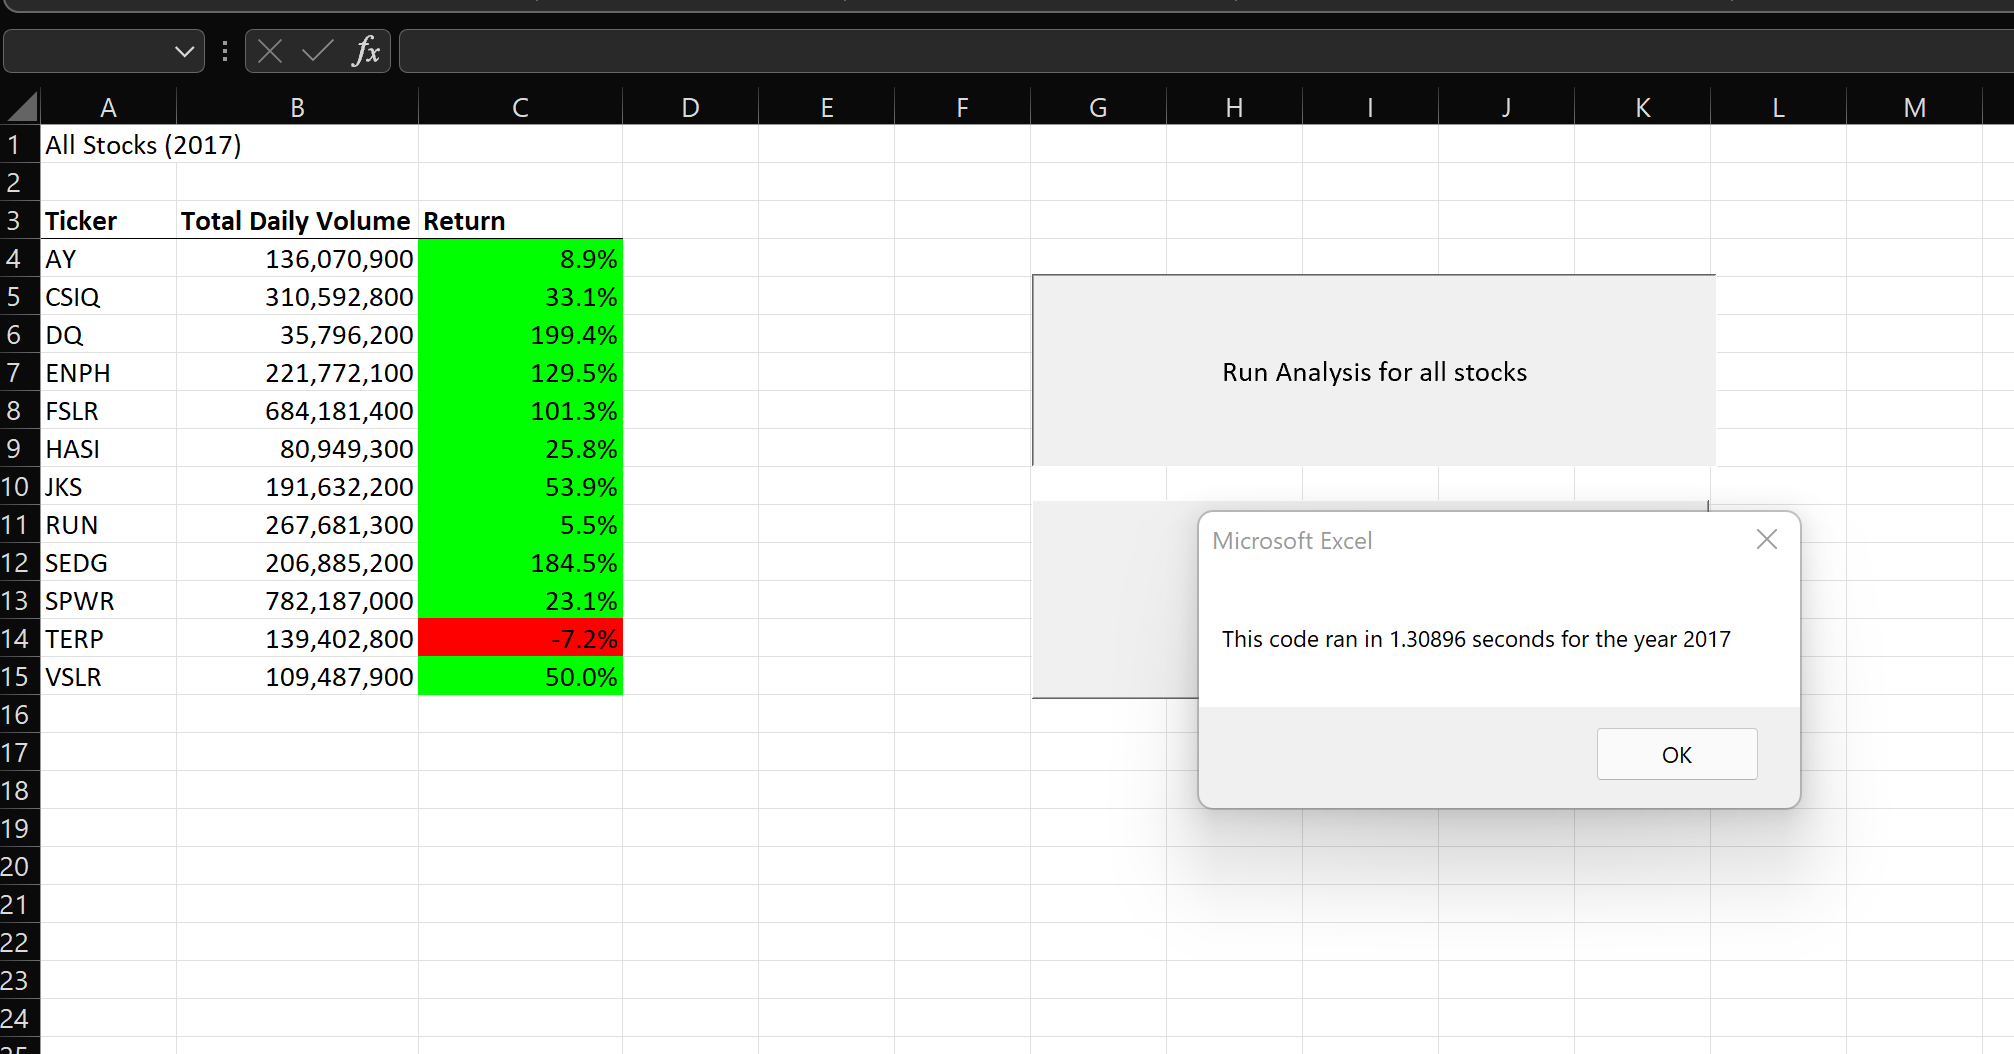 fx
A B C D E F G H I J K L M
1 All Stocks (2017)
2
3 Ticker Total Daily Volume Return
4 AY 136,070,900 8.9%
5 CSIQ 310,592,800 33.1%
6 DQ 35,796,200 199.4%
7 ENPH 221,772,100 129.5%
8 FSLR 684,181,400 101.3%
9 HASI 80,949,300 25.8%
10 JKS 191,632,200 53.9%
11 RUN 267,681,300 5.5%
12 SEDG 206,885,200 184.5%
13 SPWR 782,187,000 23.1%
14 TERP 139,402,800 -7.2%
15 VSLR 109,487,900 50.0%
16
17
18
19
20
21
22
23
24
25
Run Analysis for all stocks
Microsoft Excel
This code ran in 1.30896 seconds for the year 2017
OK